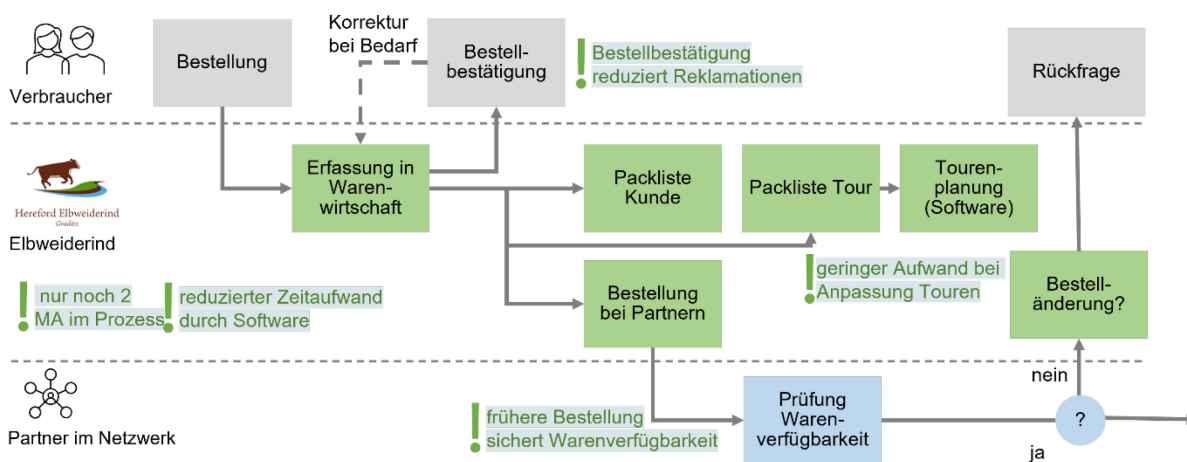 Verbraucher
Bestellung
Korrektur
bei Bedarf
Bestell-
bestätigung
Bestellbestätigung
reduziert Reklamationen
Rückfrage
Hereford Elbweiderind
Graditz
Elbweiderind
Erfassung in
Waren-
wirtschaft
Packliste
Kunde
Packliste Tour
Touren-
planung
(Software)
nur noch 2
MA im Prozess
reduzierter Zeitaufwand
durch Software
Bestellung
bei Partnern
geringer Aufwand bei
Anpassung Touren
Bestell-
änderung?
Partner im Netzwerk
frühere Bestellung
sichert Warenverfügbarkeit
Prüfung
Waren-
verfügbarkeit
nein
?
ja